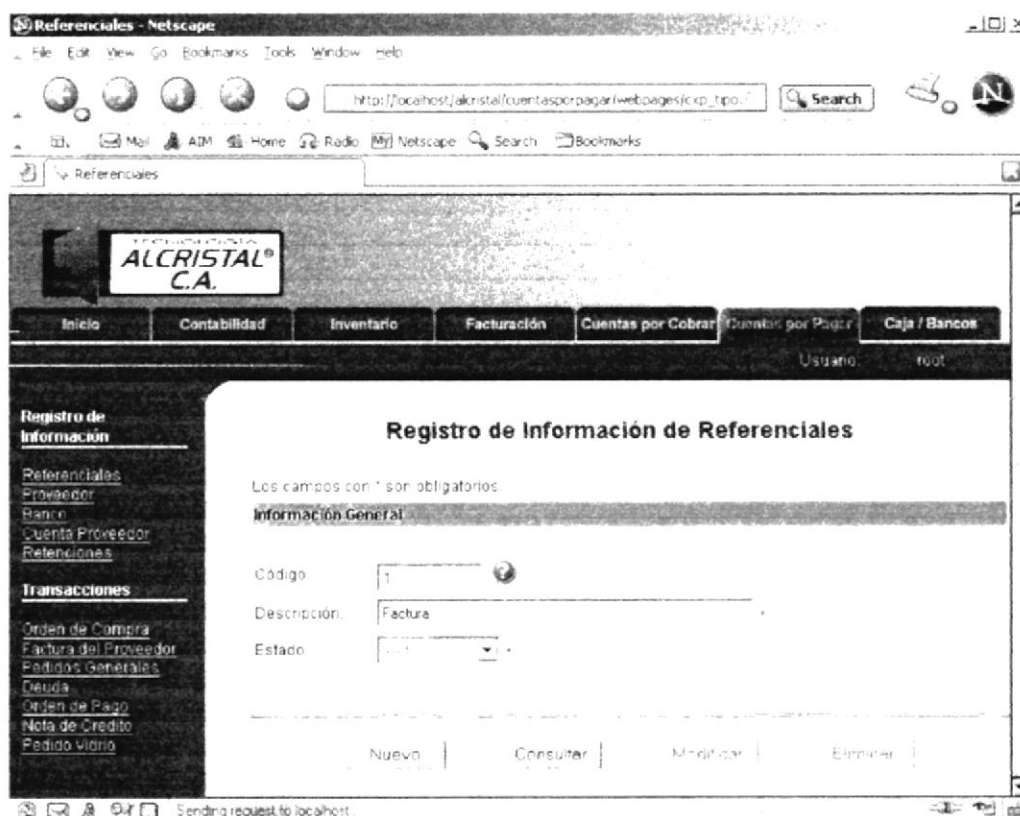 Referenciales - Netscape
File Edit View Go Bookmarks Tools Window Help
http://localhost/alcristal/cuentasporpagar/webpages/cxp_tipo.
Search
N
Mail AIM Home Radio My Netscape Search Bookmarks
Referenciales
ALCRISTAL®
C.A.
Inicio Contabilidad Inventario Facturación Cuentas por Cobrar Cuentas por Pagar Caja / Bancos
Usuario: root
Registro de
Información
Referenciales
Proveedor
Banco
Cuenta Proveedor
Retenciones
Transacciones
Orden de Compra
Factura del Proveedor
Pedidos Generales
Deuda
Orden de Pago
Nota de Credito
Pedido Vidrio
Registro de Información de Referenciales
Los campos con * son obligatorios
Información General
Código 1
Descripción. Factura *
Estado *
Nuevo Consultar Modificar Eliminar
Sending request to localhost...